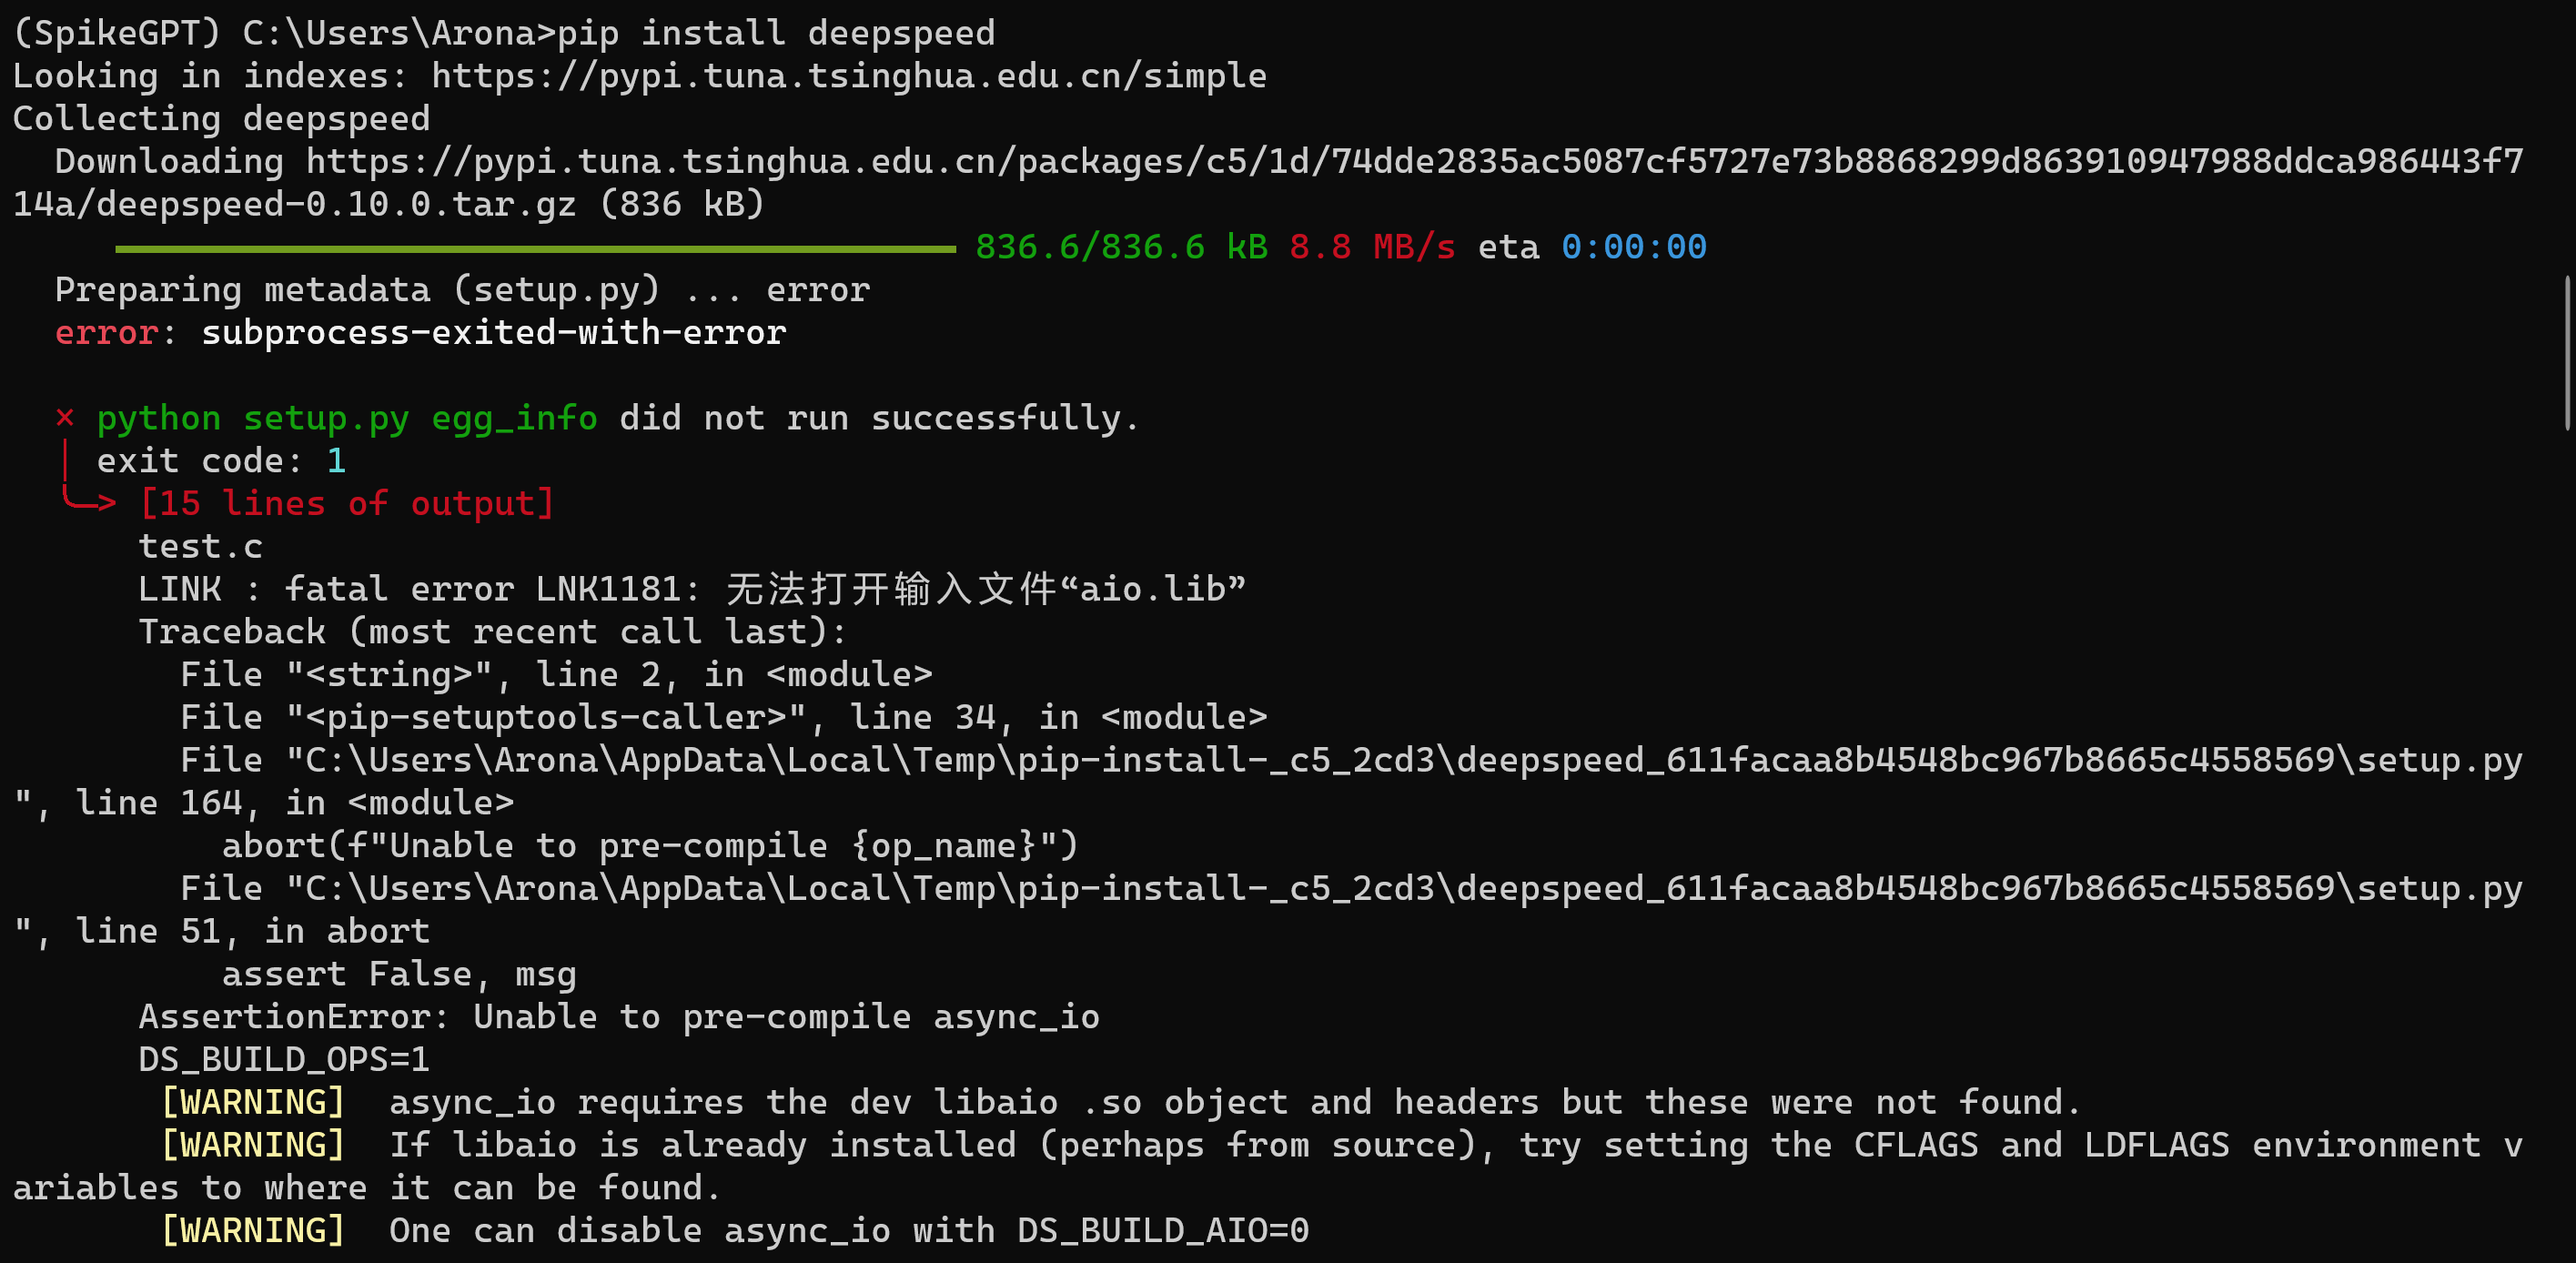 (SpikeGPT) C:\Users\Arona>pip install deepspeed
Looking in indexes: https://pypi.tuna.tsinghua.edu.cn/simple
Collecting deepspeed
  Downloading https://pypi.tuna.tsinghua.edu.cn/packages/c5/1d/74dde2835ac5087cf5727e73b8868299d863910947988ddca986443f7
14a/deepspeed-0.10.0.tar.gz (836 kB)
836.6/836.6 kB 8.8 MB/s eta 0:00:00
  Preparing metadata (setup.py) ... error
  error: subprocess-exited-with-error
  × python setup.py egg_info did not run successfully.
  │ exit code: 1
  ╰─> [15 lines of output]
      test.c
      LINK : fatal error LNK1181: 无法打开输入文件“aio.lib”
      Traceback (most recent call last):
        File "<string>", line 2, in <module>
        File "<pip-setuptools-caller>", line 34, in <module>
        File "C:\Users\Arona\AppData\Local\Temp\pip-install-_c5_2cd3\deepspeed_611facaa8b4548bc967b8665c4558569\setup.py
", line 164, in <module>
          abort(f"Unable to pre-compile {op_name}")
        File "C:\Users\Arona\AppData\Local\Temp\pip-install-_c5_2cd3\deepspeed_611facaa8b4548bc967b8665c4558569\setup.py
", line 51, in abort
          assert False, msg
      AssertionError: Unable to pre-compile async_io
      DS_BUILD_OPS=1
       [WARNING]  async_io requires the dev libaio .so object and headers but these were not found.
       [WARNING]  If libaio is already installed (perhaps from source), try setting the CFLAGS and LDFLAGS environment v
ariables to where it can be found.
       [WARNING]  One can disable async_io with DS_BUILD_AIO=0